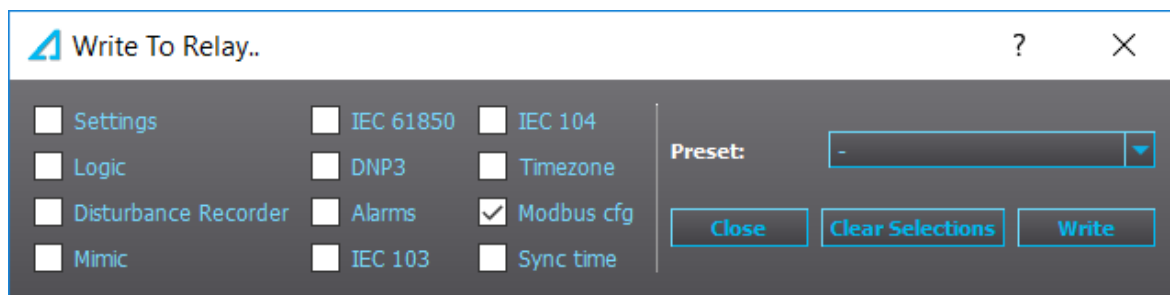 Write To Relay..
?
Settings
IEC 61850
IEC 104
Logic
DNP3
Timezone
Disturbance Recorder
Alarms
Modbus cfg
Mimic
IEC 103
Sync time
Preset:
-
Close
Clear Selections
Write